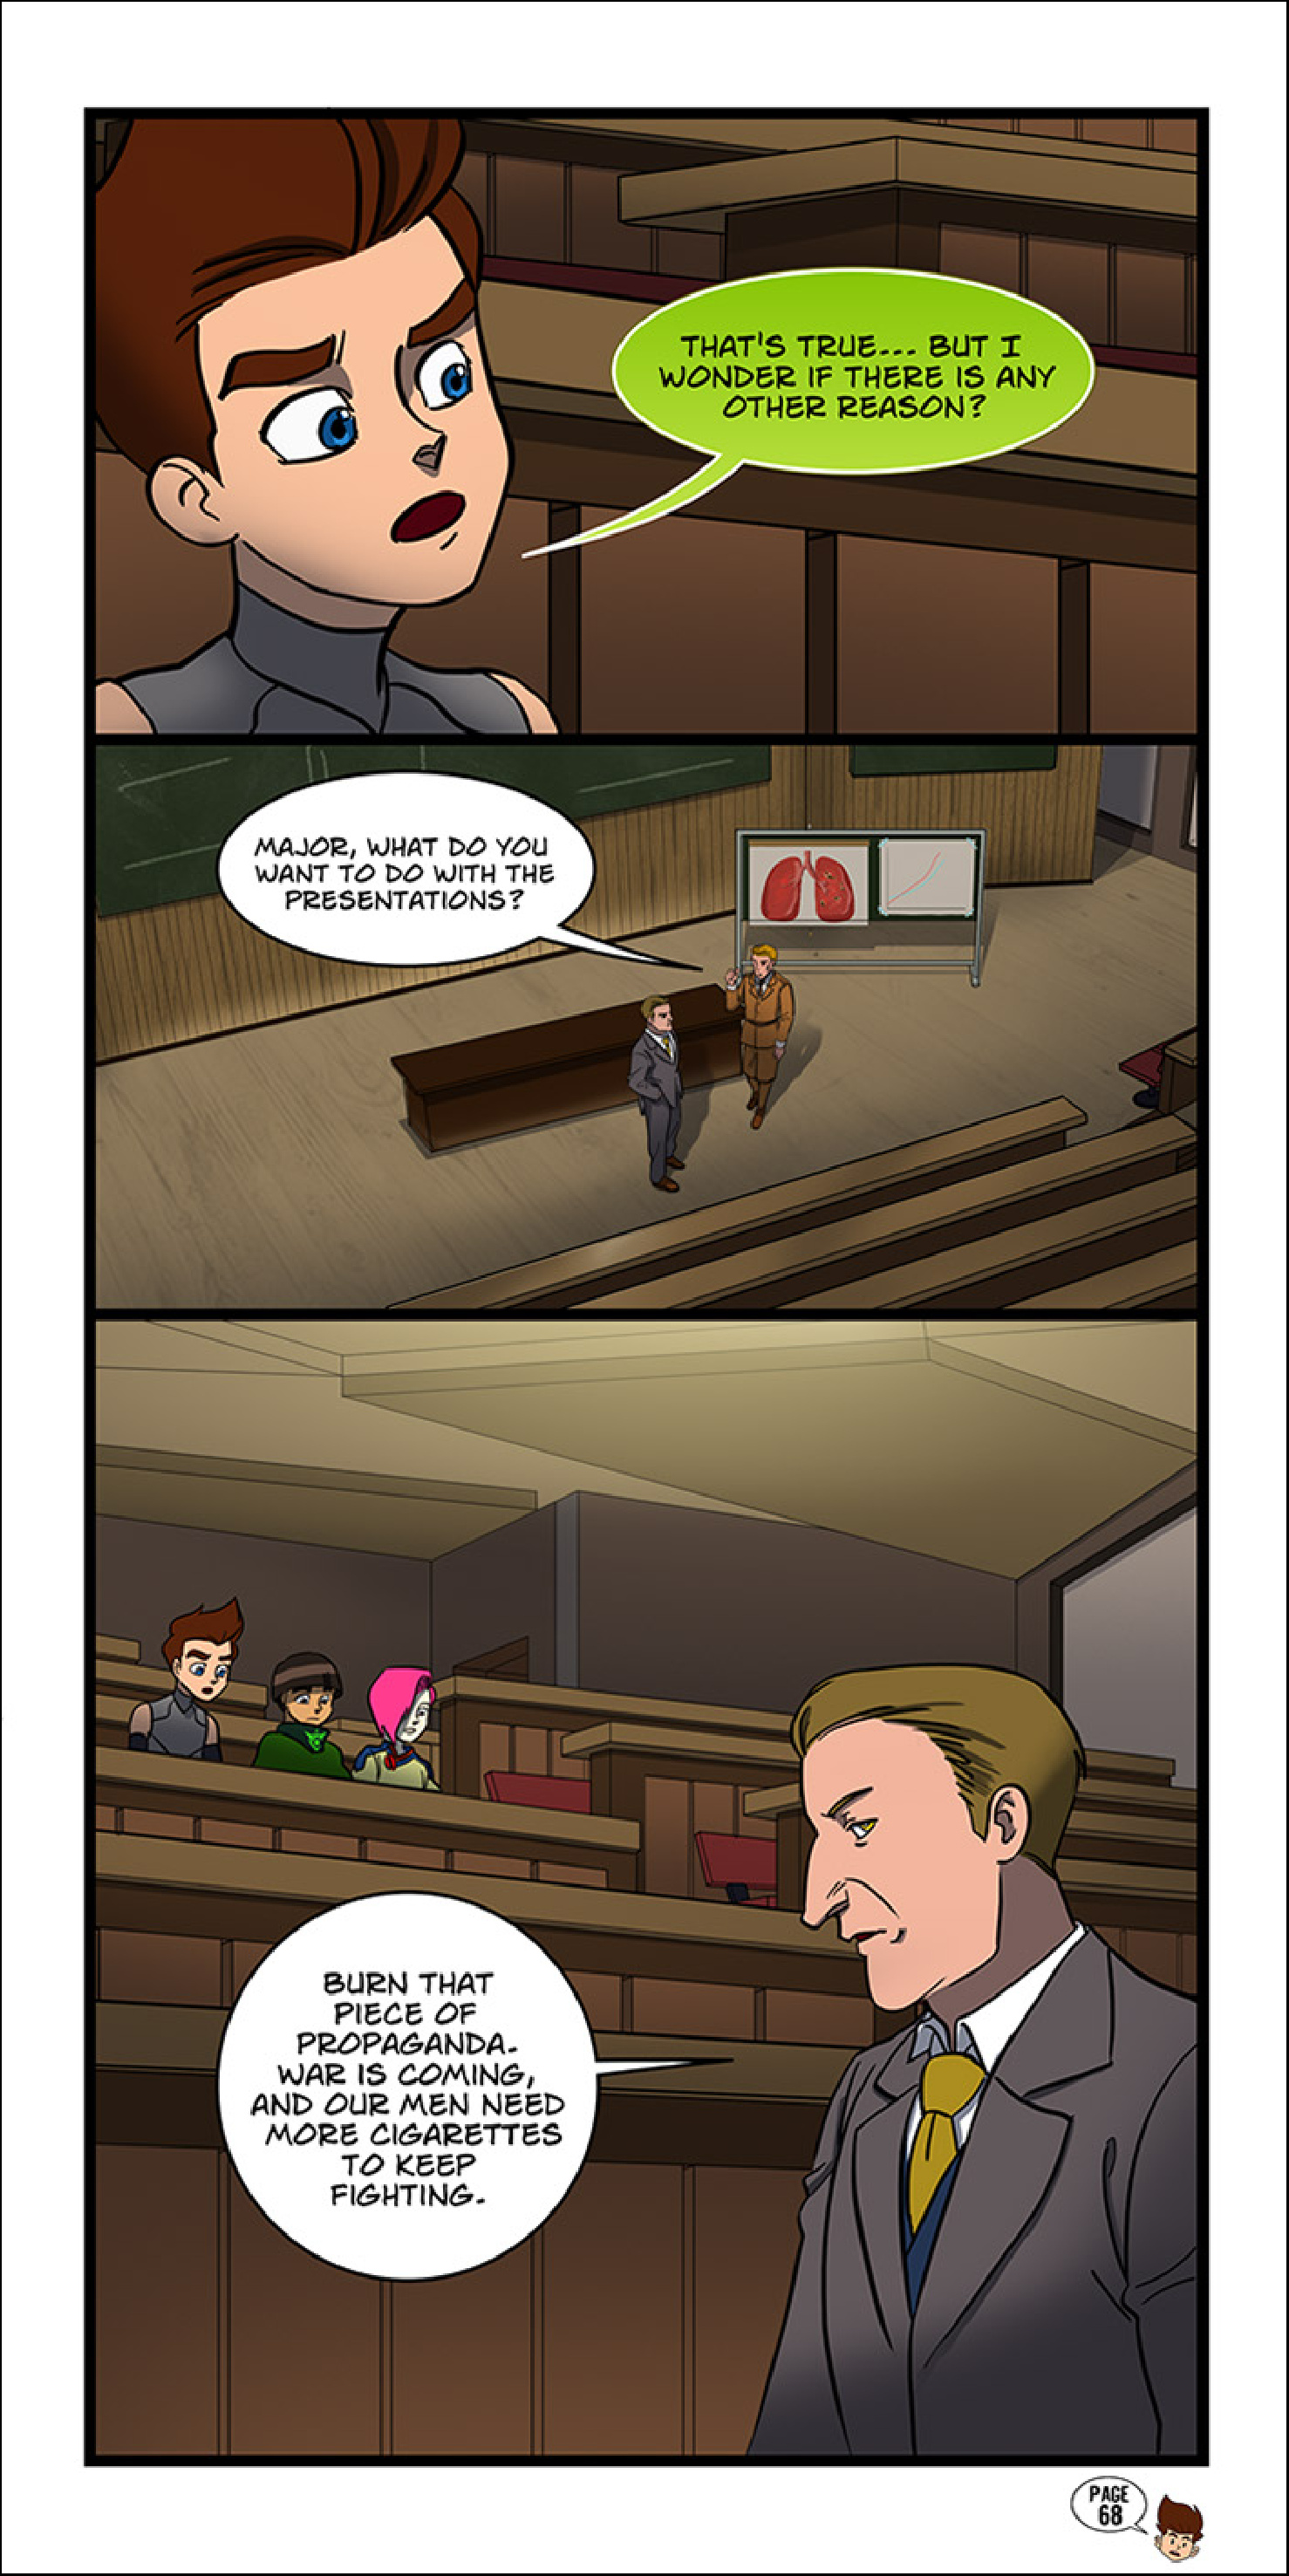 THAT'S TRUE... BUT I
WONDER IF THERE IS ANY
OTHER REASON?
MAJOR, WHAT DO YOU
WANT TO DO WITH THE
PRESENTATIONS?
BURN THAT
PIECE OF
PROPAGANDA.
WAR IS COMING,
AND OUR MEN NEED
MORE CIGARETTES
TO KEEP
FIGHTING.
PAGE
68